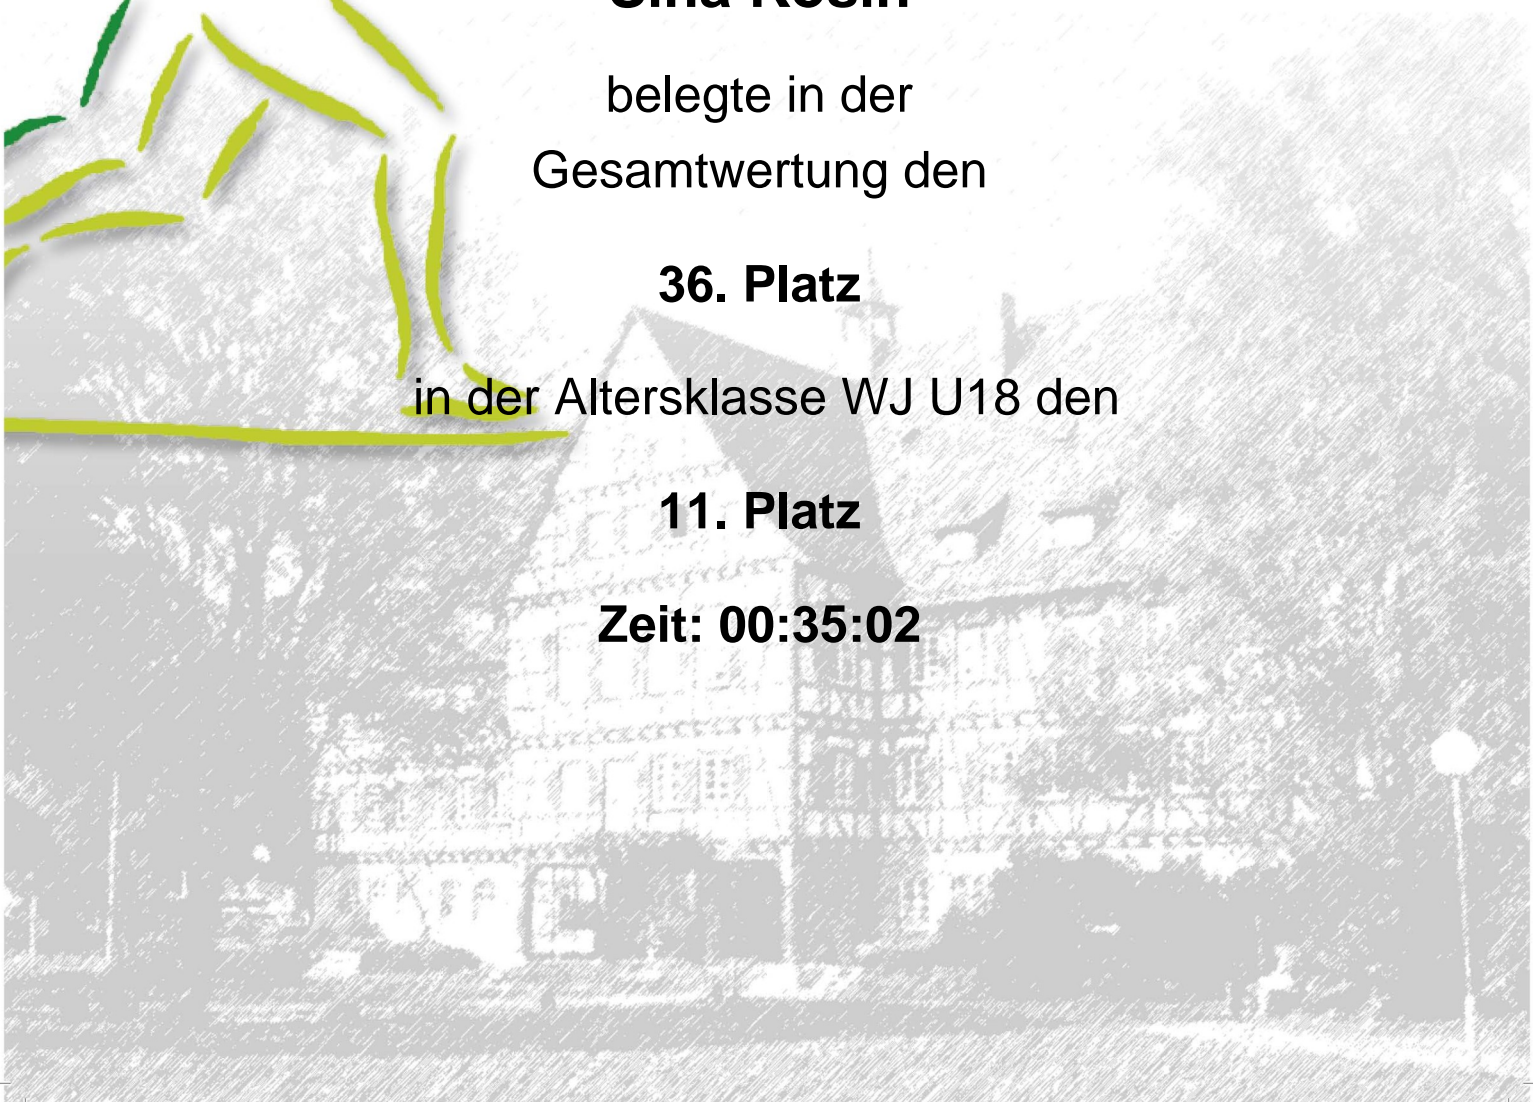 belegte in der
Gesamtwertung den
36. Platz
in der Altersklasse WJ U18 den
11. Platz
Zeit: 00:35:02